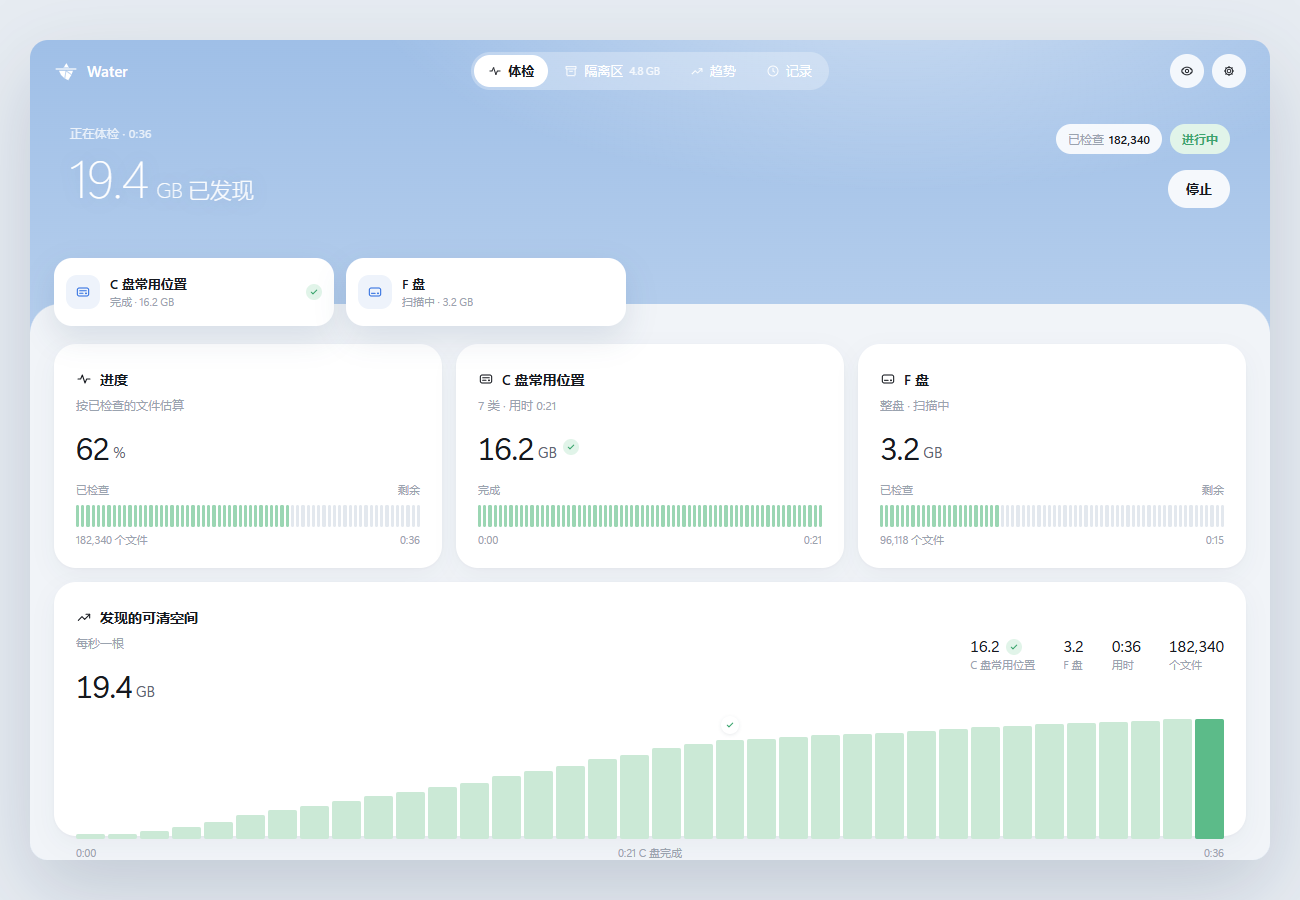 Water
体检
隔离区 4.8 GB
趋势
记录
正在体检 · 0:36
19.4 GB 已发现
已检查 182,340
进行中
停止
C 盘常用位置
完成 · 16.2 GB
F 盘
扫描中 · 3.2 GB
进度
按已检查的文件估算
62 %
已检查 剩余
182,340 个文件 0:36
C 盘常用位置
7 类 · 用时 0:21
16.2 GB
完成
0:00 0:21
F 盘
整盘 · 扫描中
3.2 GB
已检查 剩余
96,118 个文件 0:15
发现的可清空间
每秒一根
19.4 GB
16.2 3.2 0:36 182,340
C 盘常用位置 F 盘 用时 个文件
0:00 0:21 C 盘完成 0:36